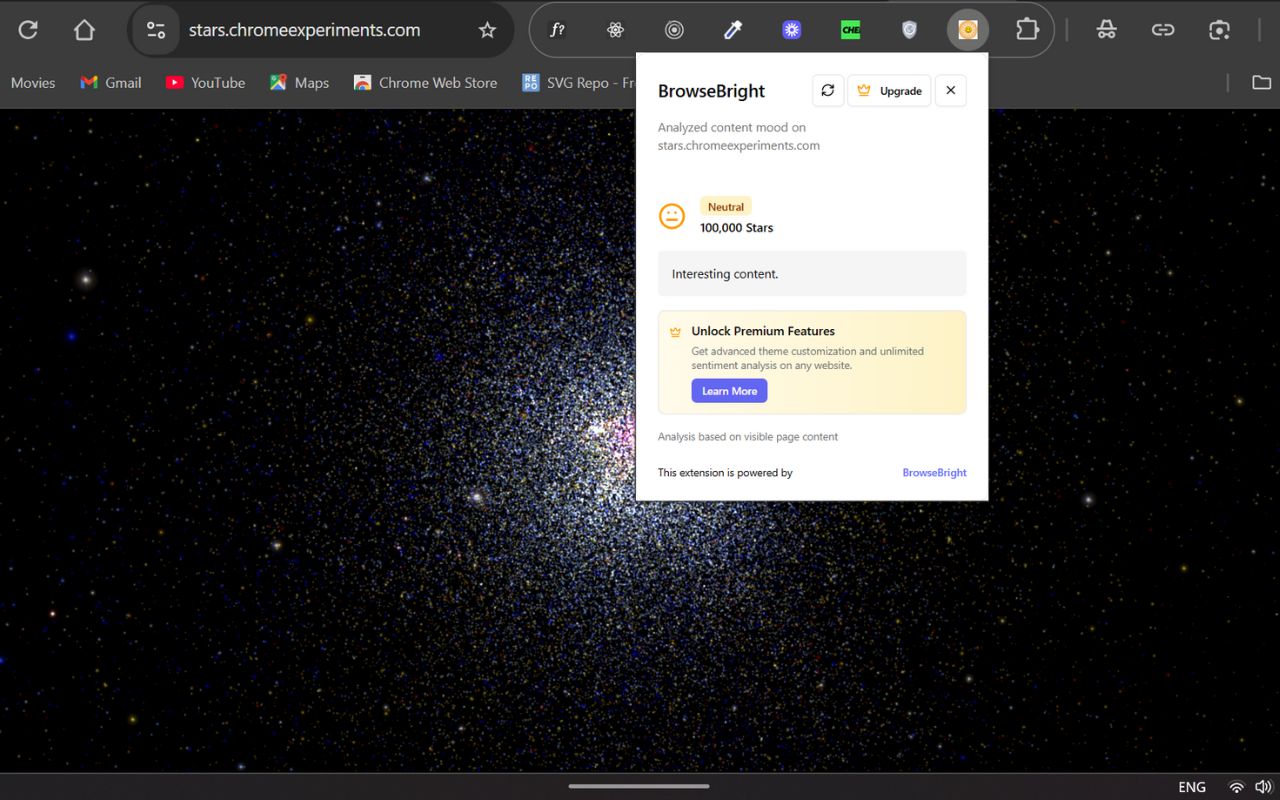 stars.chromeexperiments.com
f?
CHE
Movies
Gmail
YouTube
Maps
Chrome Web Store
RE
PO
SVG Repo - Fr
BrowseBright
Upgrade
Analyzed content mood on
stars.chromeexperiments.com
Neutral
100,000 Stars
Interesting content.
Unlock Premium Features
Get advanced theme customization and unlimited
sentiment analysis on any website.
Learn More
Analysis based on visible page content
This extension is powered by
BrowseBright
ENG